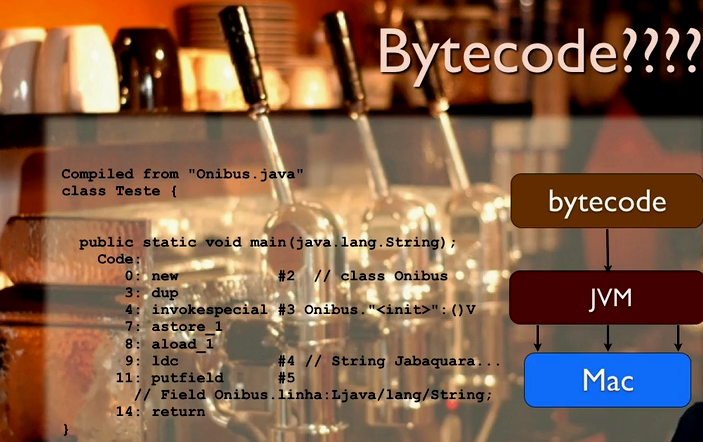 Bytecode????
Compiled from "Onibus.java"
class Teste {
public static void main(java.lang.String);
Code:
0: new #2 // class Onibus
3: dup
4: invokespecial #3 Onibus."<init>":()V
7: astore_1
8: aload_1
9: ldc #4 // String Jabaquara...
11: putfield #5
// Field Onibus.linha:Ljava/lang/String;
14: return
}
bytecode
JVM
Mac